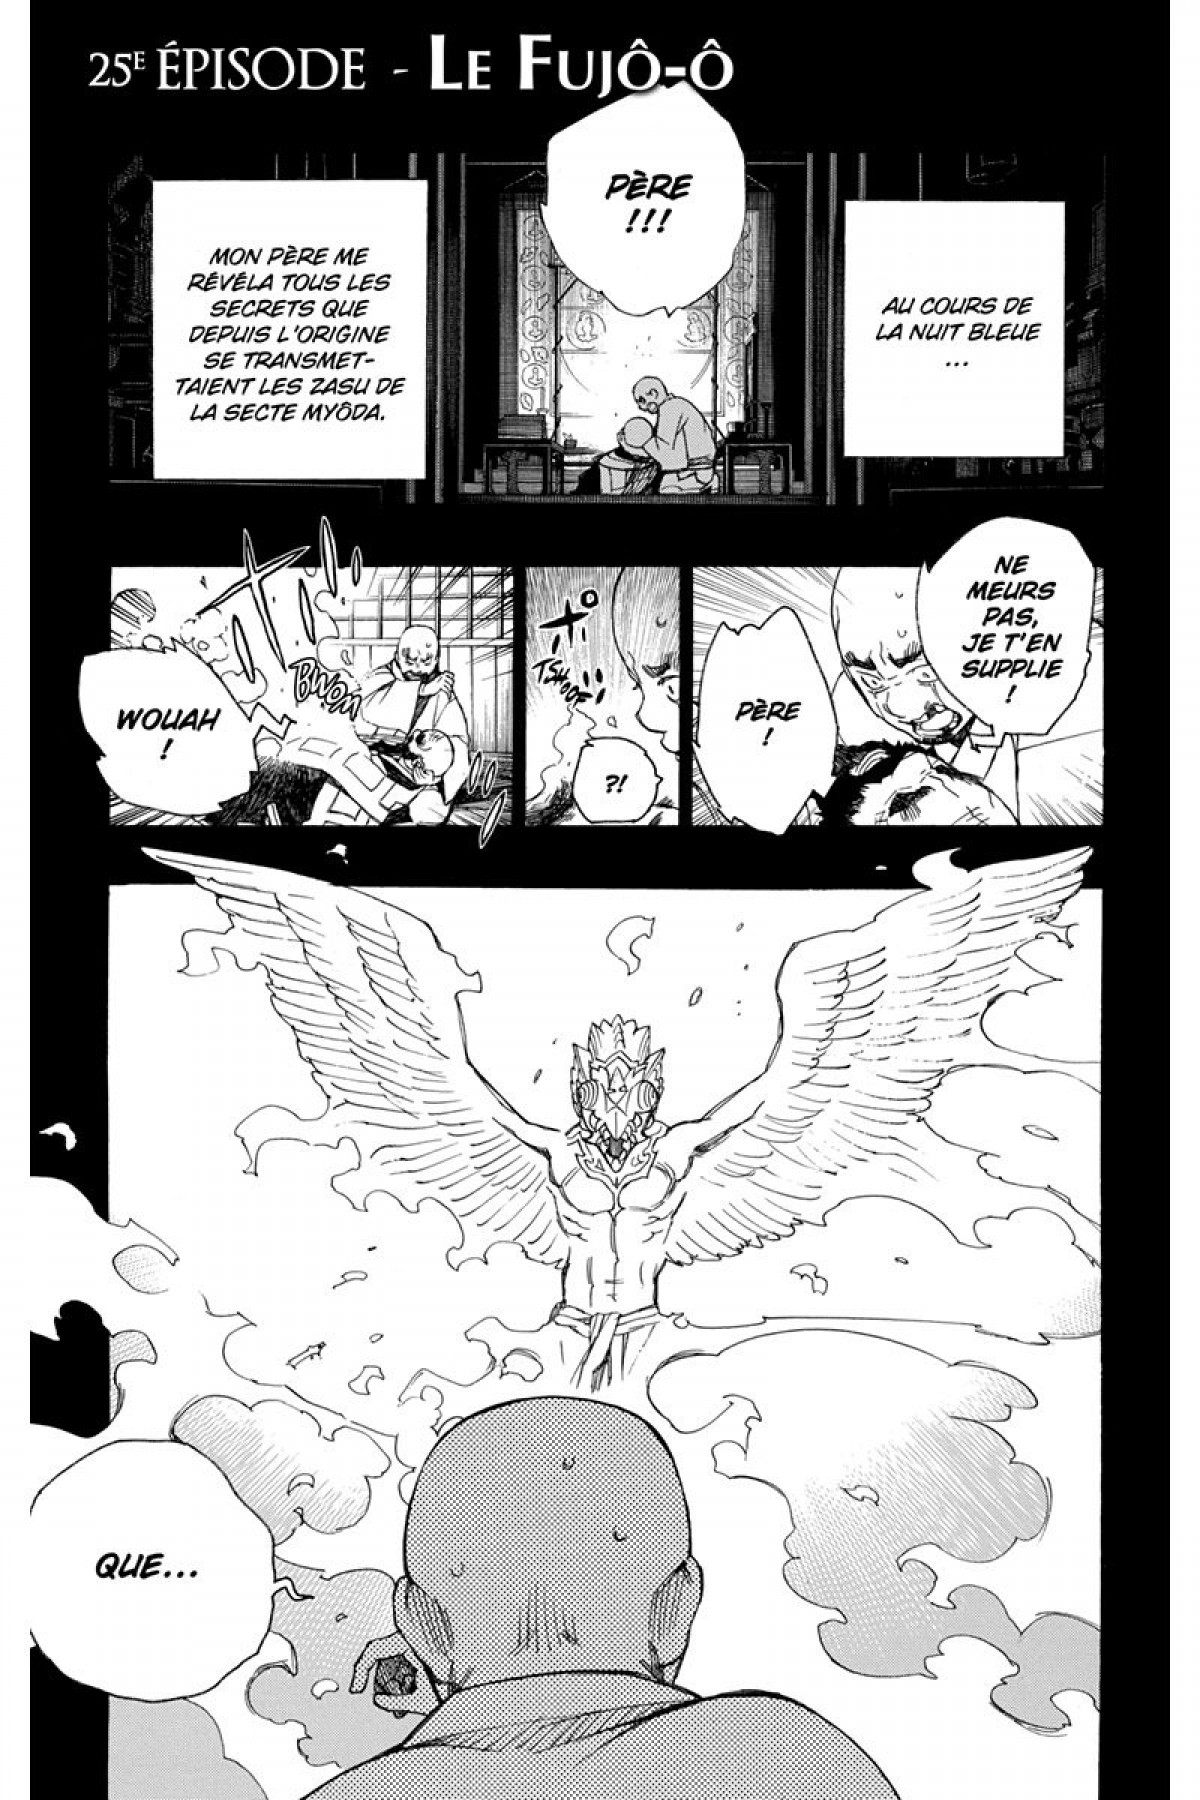 25E ÉPISODE - LE FUJÔ-Ô
AU COURS DE
LA NUIT BLEUE
...
PÈRE
!!!
MON PÈRE ME
RÉVÉLA TOUS LES
SECRETS QUE
DEPUIS L'ORIGINE
SE TRANSMET-
TAIENT LES ZASU DE
LA SECTE MYÔDA.
NE
MEURS
PAS,
JE T'EN
SUPPLIE
!
PÈRE
!
TSHOOF
?!
BWOM
WOUAH
!
QUE...